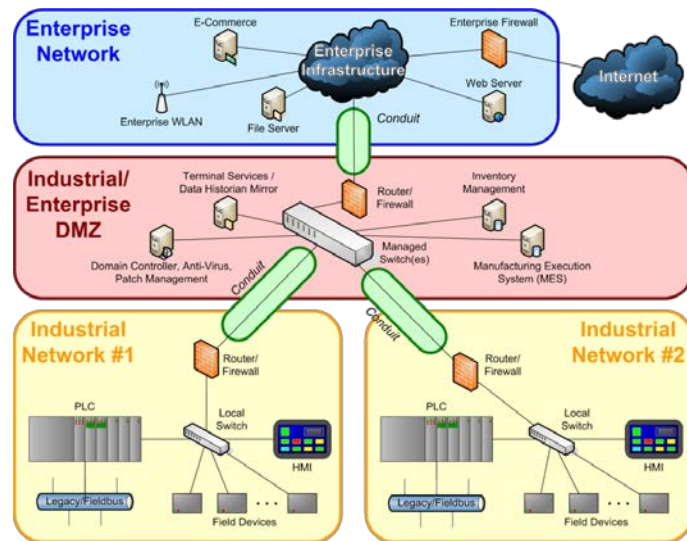 Enterprise
Network
E-Commerce
Enterprise
Infrastructure
Enterprise Firewall
Internet
Enterprise WLAN
File Server
Conduit
Web Server
Industrial/
Enterprise
DMZ
Terminal Services /
Data Historian Mirror
Router/
Firewall
Inventory
Management
Domain Controller, Anti-Virus,
Patch Management
Managed
Switch(es)
Manufacturing Execution
System (MES)
Conduit
Conduit
Industrial
Network #1
Router/
Firewall
PLC
Local
Switch
HMI
Legacy/Fieldbus
Field Devices
Industrial
Network #2
Router/
Firewall
PLC
Local
Switch
HMI
Legacy/Fieldbus
Field Devices